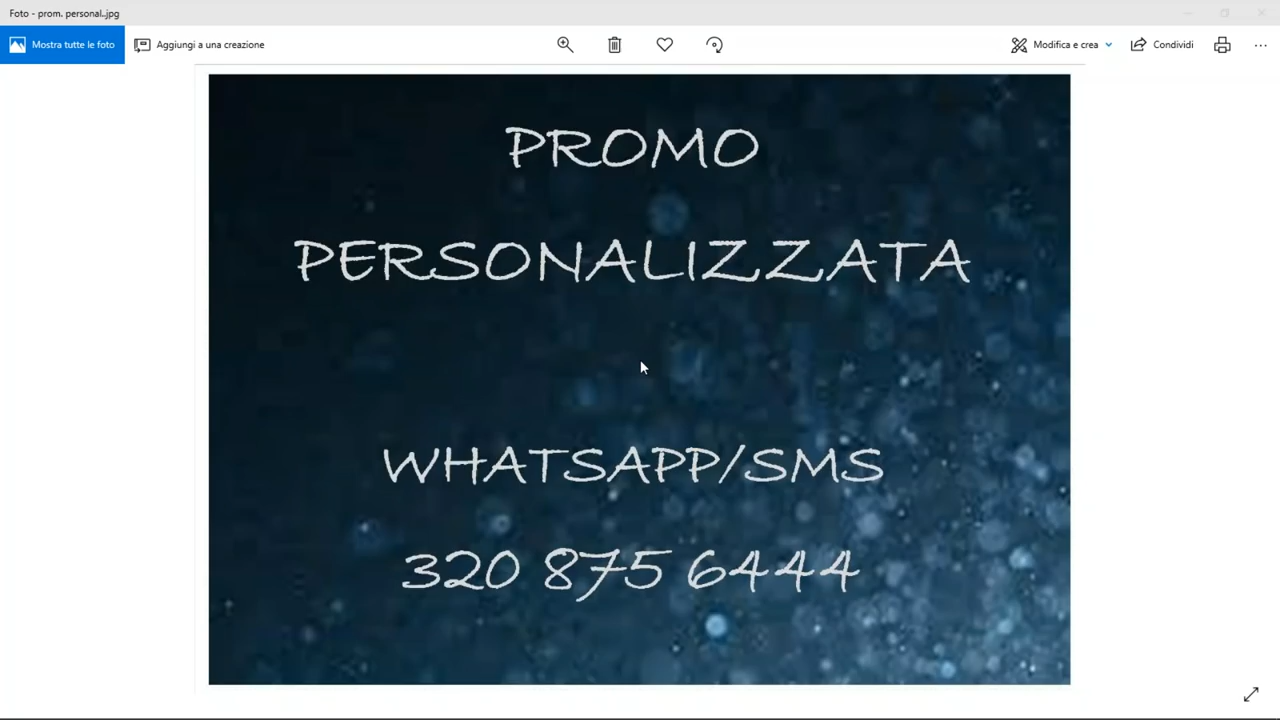 Foto - prom. personal..jpg
Mostra tutte le foto
Aggiungi a una creazione
Modifica e crea
Condividi
PROMO
PERSONALIZZATA
WHATSAPP/SMS
320 875 6444